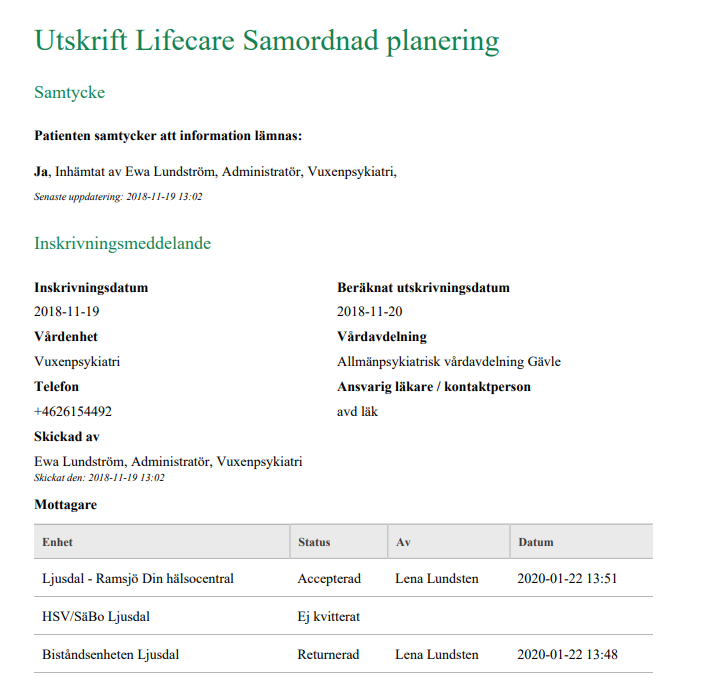 Utskrift Lifecare Samordnad planering
Samtycke
Patienten samtycker att information lämnas:
Ja, Inhämtat av Ewa Lundström, Administratör, Vuxenpsykiatri,
Senaste uppdatering: 2018-11-19 13:02
Inskrivningsmeddelande
Inskrivningsdatum Beräknat utskrivningsdatum
2018-11-19 2018-11-20
Vårdenhet Vårdavdelning
Vuxenpsykiatri Allmänpsykiatrisk vårdavdelning Gävle
Telefon Ansvarig läkare / kontaktperson
+4626154492 avd läk
Skickad av
Ewa Lundström, Administratör, Vuxenpsykiatri
Skickat den: 2018-11-19 13:02
Mottagare
Enhet Status Av Datum
Ljusdal - Ramsjö Din hälsocentral Accepterad Lena Lundsten 2020-01-22 13:51
HSV/SäBo Ljusdal Ej kvitterat
Biståndsenheten Ljusdal Returnerad Lena Lundsten 2020-01-22 13:48